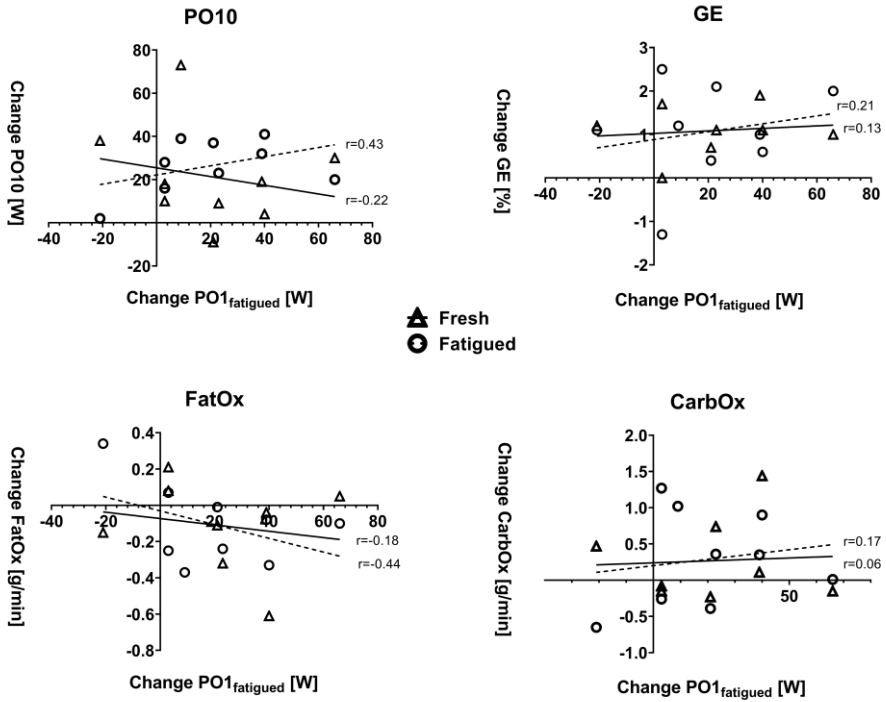 PO10
GE
Change PO10 [W]
80
60
40
20
-20
-40
-20
0
20
40
60
80
r=0.43
r=-0.22
Change PO1fatigued [W]
Change GE [%]
3
2
1
-1
-2
-40
-20
0
20
40
60
80
r=0.21
r=0.13
Change PO1fatigued [W]
Fresh
Fatigued
FatOx
CarbOx
Change FatOx [g/min]
0.4
0.2
-0.2
-0.4
-0.6
-0.8
-40
-20
0
20
40
60
80
r=-0.18
r=-0.44
Change PO1fatigued [W]
Change CarbOx [g/min]
2.0
1.5
1.0
0.5
-0.5
-1.0
50
r=0.17
r=0.06
Change PO1fatigued [W]